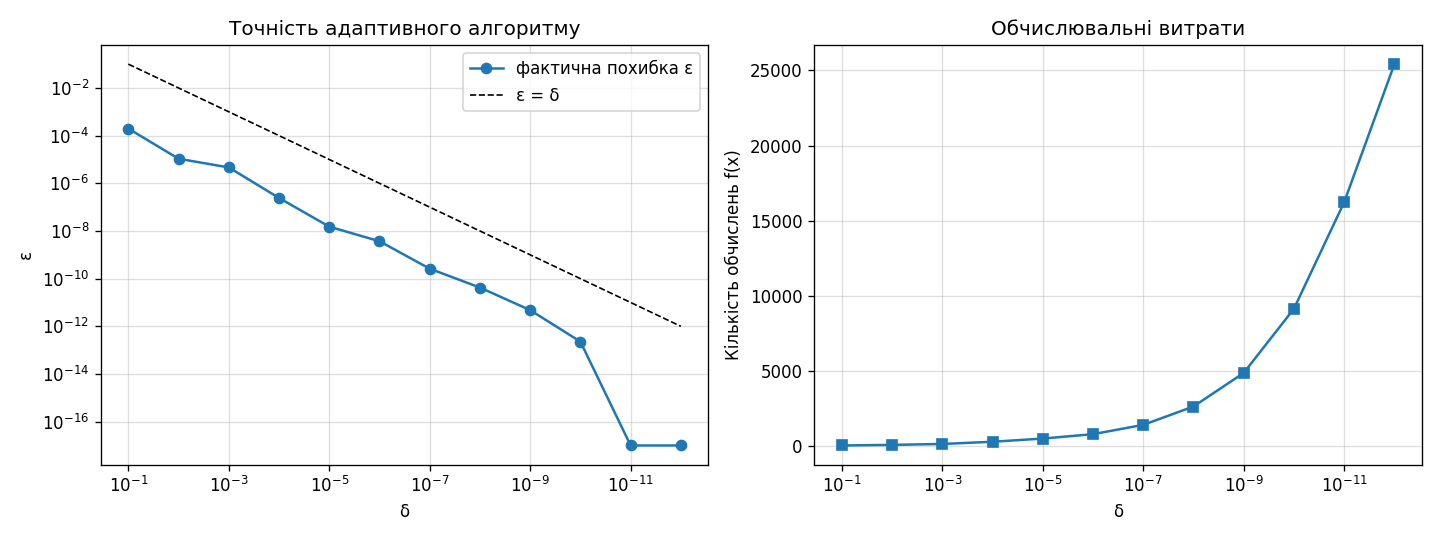 Точність адаптивного алгоритму
фактична похибка ε
ε = δ
10⁻²
10⁻⁴
10⁻⁶
10⁻⁸
10⁻¹⁰
10⁻¹²
10⁻¹⁴
10⁻¹⁶
ε
10⁻¹ 10⁻³ 10⁻⁵ 10⁻⁷ 10⁻⁹ 10⁻¹¹
δ
Обчислювальні витрати
25000
20000
15000
10000
5000
0
Кількість обчислень f(x)
10⁻¹ 10⁻³ 10⁻⁵ 10⁻⁷ 10⁻⁹ 10⁻¹¹
δ